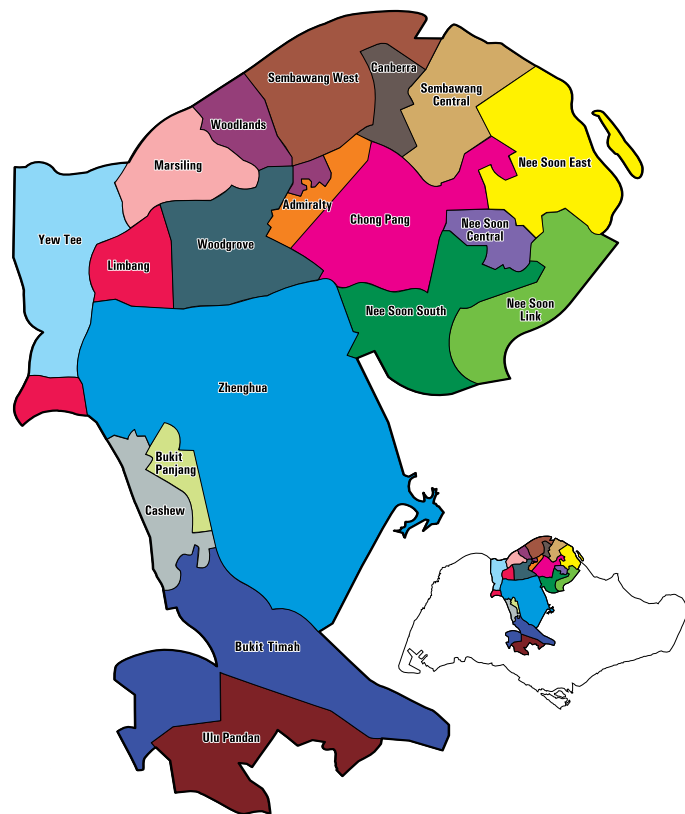 Sembawang West
Canberra
Sembawang
Central
Woodlands
Marsiling
Nee Soon East
Admiralty
Chong Pang
Nee Soon
Central
Yew Tee
Woodgrove
Limbang
Nee Soon South
Nee Soon
Link
Zhenghua
Bukit
Panjang
Cashew
Bukit Timah
Ulu Pandan